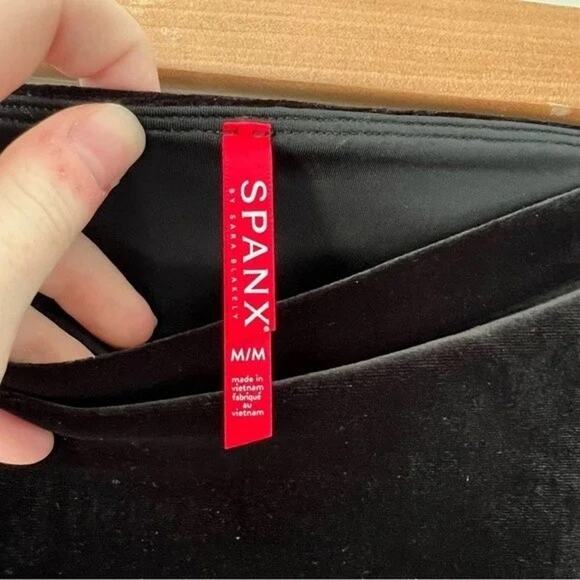 SPANX®
BY SARA BLAKELY
M/M
made in
vietnam
fabriqué
au
vietnam